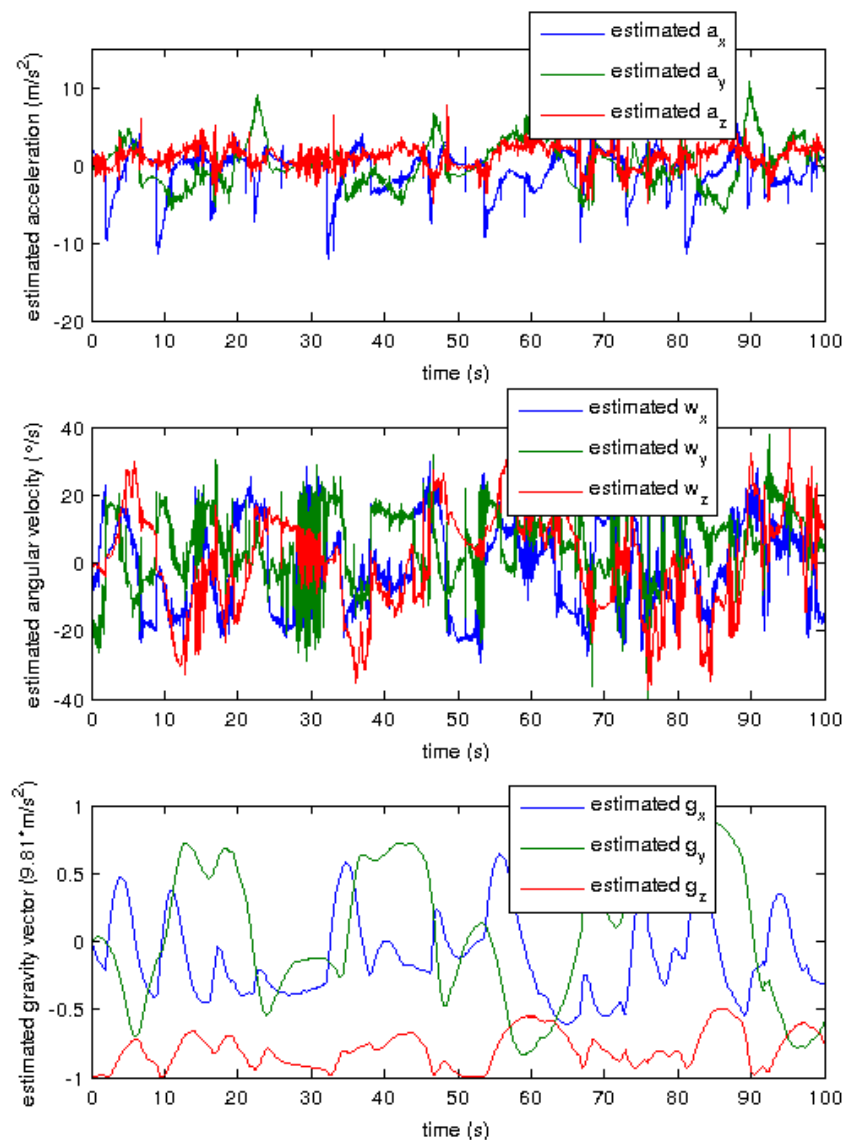 estimated a_x
estimated a_y
estimated a_z
10
0
-10
-20
estimated acceleration (m/s²)
0 10 20 30 40 50 60 70 80 90 100
time (s)
estimated w_x
estimated w_y
estimated w_z
40
20
0
-20
-40
estimated angular velocity (°/s)
0 10 20 30 40 50 60 70 80 90 100
time (s)
estimated g_x
estimated g_y
estimated g_z
1
0.5
0
-0.5
-1
estimated gravity vector (9.81*m/s²)
0 10 20 30 40 50 60 70 80 90 100
time (s)